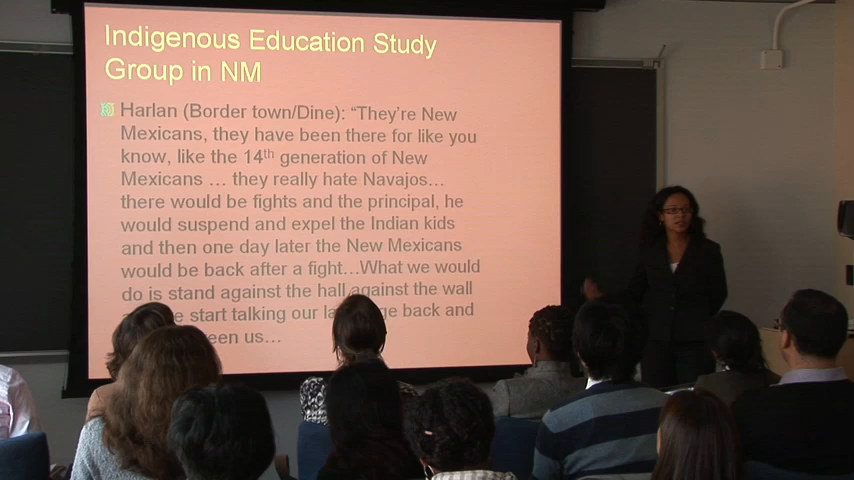 Indigenous Education Study
Group in NM
Harlan (Border town/Dine): “They’re New
Mexicans, they have been there for like you
know, like the 14th generation of New
Mexicans … they really hate Navajos…
there would be fights and the principal, he
would suspend and expel the Indian kids
and then one day later the New Mexicans
would be back after a fight…What we would
do is stand against the hall against the wall
start talking our back and
us…